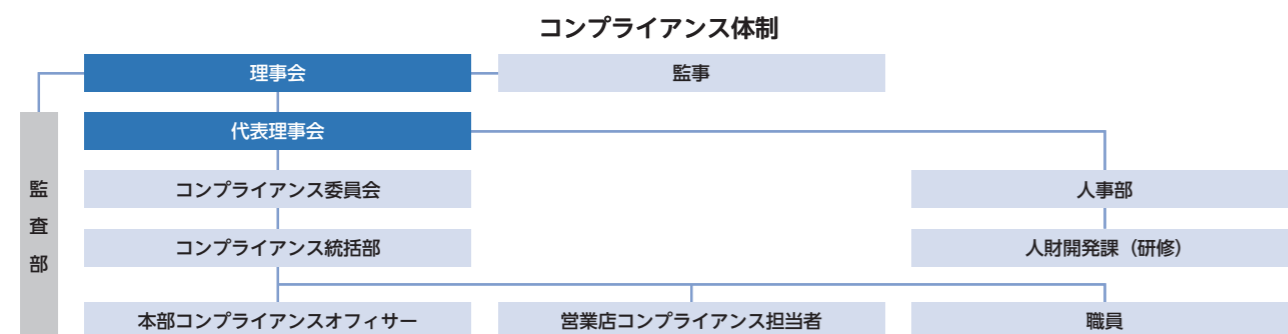 コンプライアンス体制
理事会
監事
代表理事会
監査部
コンプライアンス委員会
人事部
コンプライアンス統括部
人財開発課（研修）
本部コンプライアンスオフィサー
営業店コンプライアンス担当者
職員